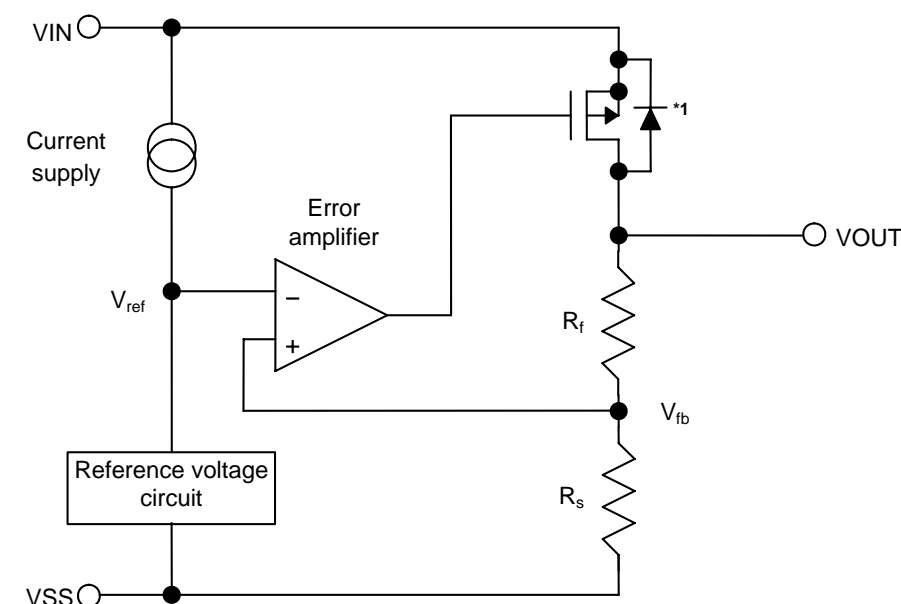 VIN
*1
Current
supply
Error
amplifier
VOUT
Vref
−
+
Rf
Vfb
Reference voltage
circuit
Rs
VSS